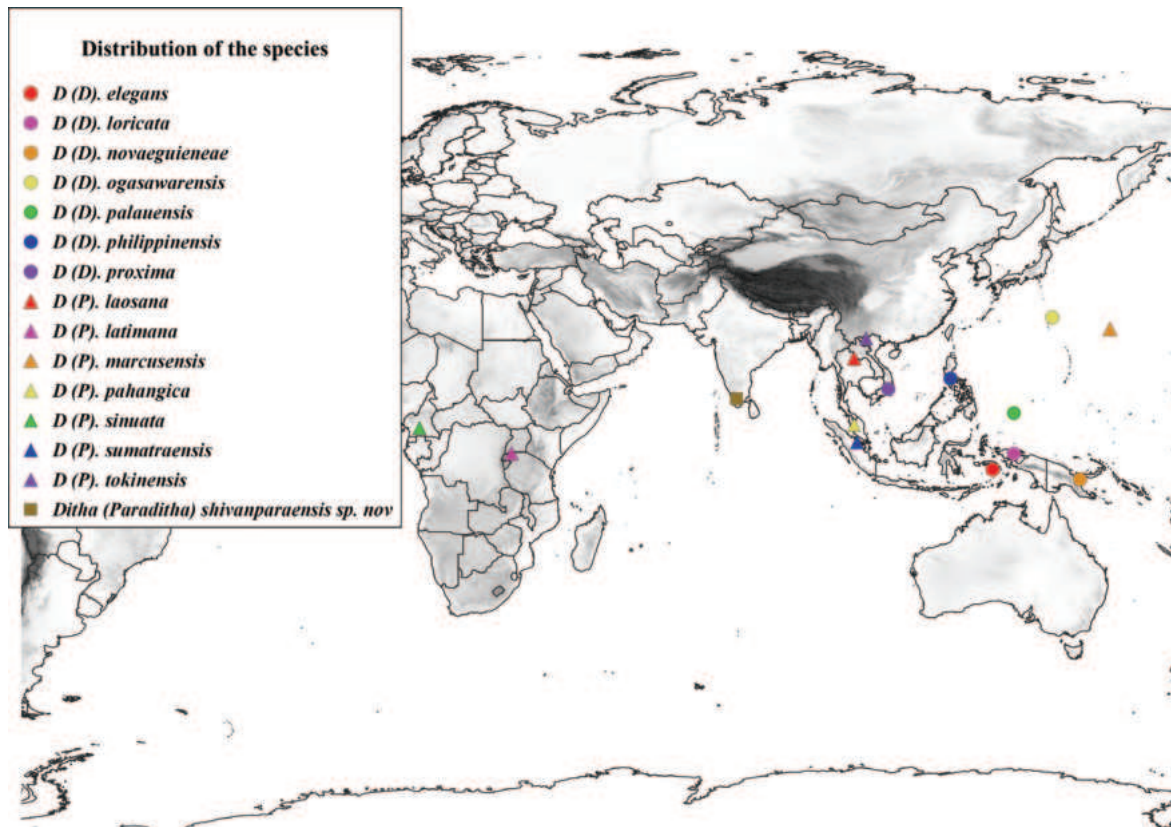 Distribution of the species
D (D). elegans
D (D). loricata
D (D). novaeguieneae
D (D). ogasawarensis
D (D). palauensis
D (D). philippinensis
D (D). proxima
D (P). laosana
D (P). latimana
D (P). marcusensis
D (P). pahangica
D (P). sinuata
D (P). sumatraensis
D (P). tokinensis
Ditha (Paraditha) shivanparaensis sp. nov